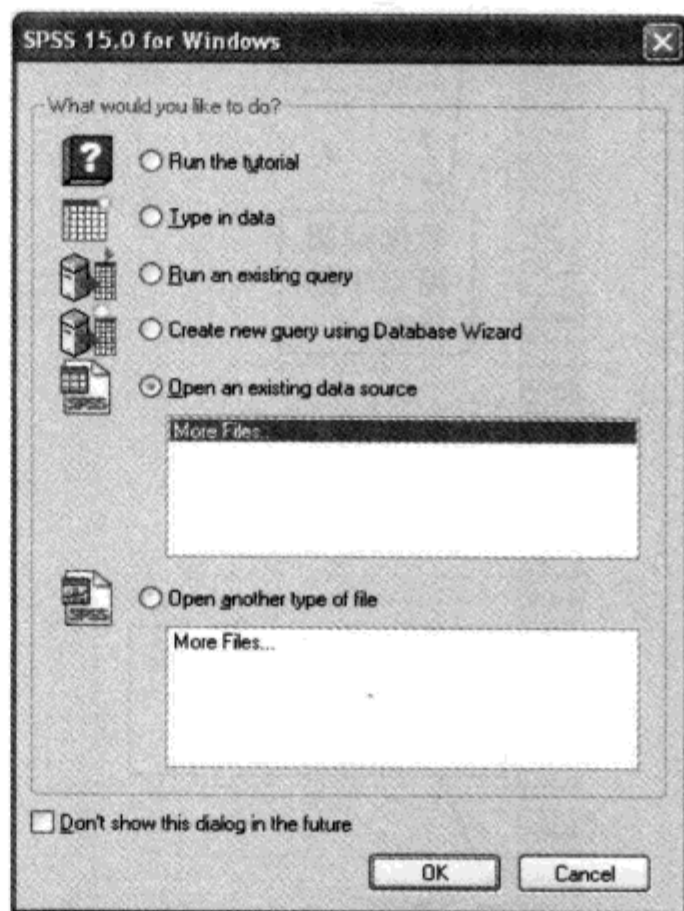 SPSS 15.0 for Windows
What would you like to do?
?
Run the tutorial
Type in data
Run an existing query
Create new query using Database Wizard
Open an existing data source
SPSS
More Files...
Open another type of file
SPSS
More Files...
Don't show this dialog in the future
OK
Cancel